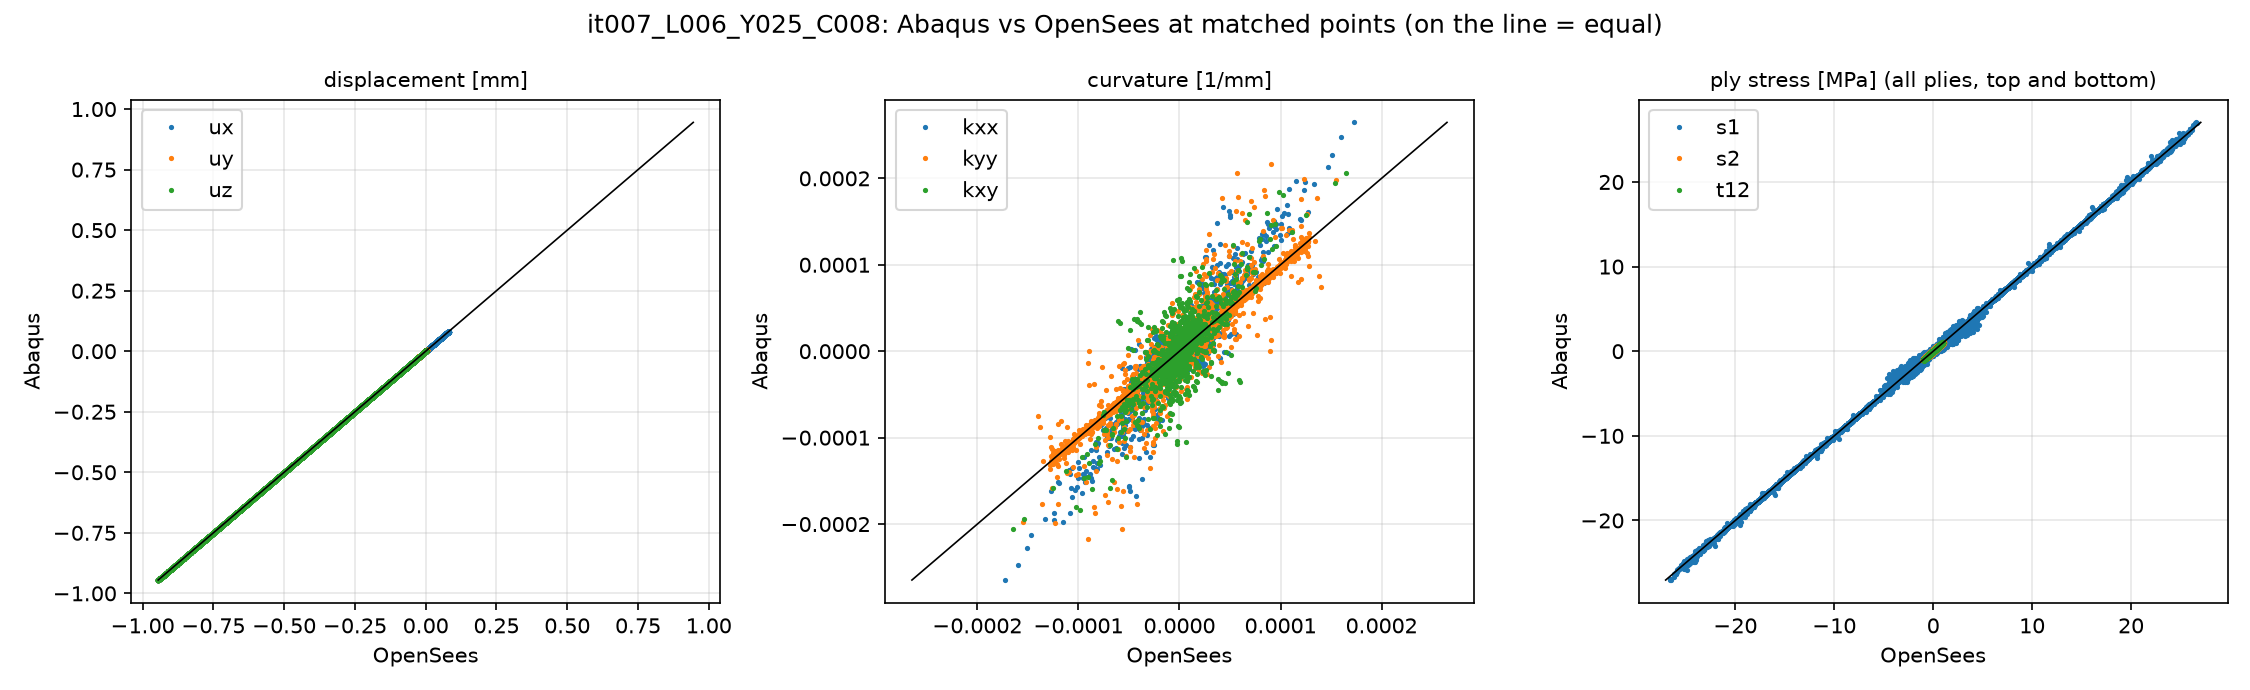 it007_L006_Y025_C008: Abaqus vs OpenSees at matched points (on the line = equal)
displacement [mm]
ux
uy
uz
1.00
0.75
0.50
0.25
0.00
−0.25
−0.50
−0.75
−1.00
Abaqus
−1.00 −0.75 −0.50 −0.25 0.00 0.25 0.50 0.75 1.00
OpenSees
curvature [1/mm]
kxx
kyy
kxy
0.0002
0.0001
0.0000
−0.0001
−0.0002
Abaqus
−0.0002 −0.0001 0.0000 0.0001 0.0002
OpenSees
ply stress [MPa] (all plies, top and bottom)
s1
s2
t12
20
10
0
−10
−20
Abaqus
−20 −10 0 10 20
OpenSees